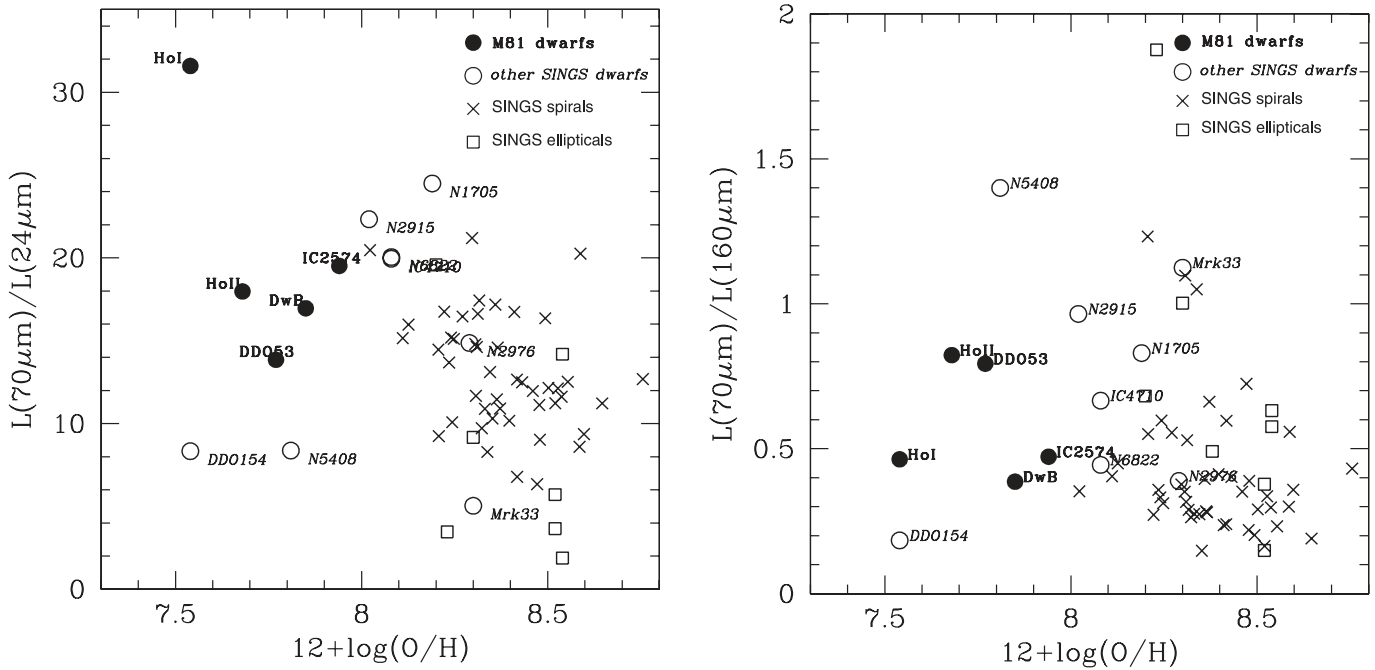 L(70μm)/L(24μm)
30
20
10
0
7.5
8
8.5
12+log(O/H)
M81 dwarfs
other SINGS dwarfs
SINGS spirals
SINGS ellipticals
HoI
N1705
N2915
IC2574
N6822
HoII
DwB
DDO53
N2976
DDO154
N5408
Mrk33
L(70μm)/L(160μm)
2
1.5
1
0.5
0
7.5
8
8.5
12+log(O/H)
M81 dwarfs
other SINGS dwarfs
SINGS spirals
SINGS ellipticals
N5408
Mrk33
N2915
N1705
HoII
DDO53
IC4710
HoI
IC2574
N6822
DwB
N2976
DDO154